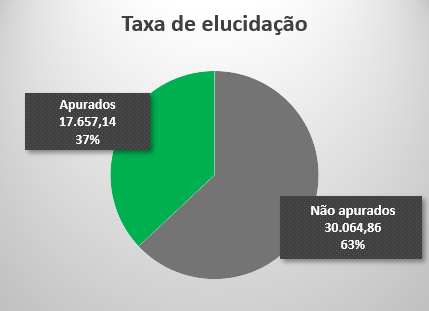 Taxa de elucidação
Apurados
17.657,14
37%
Não apurados
30.064,86
63%